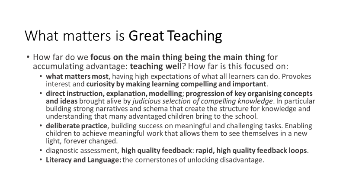 What matters is Great Teaching
• How far do we focus on the main thing being the main thing for
accumulating advantage: teaching well? How far is this focused on:
• what matters most, having high expectations of what all learners can do. Provokes
interest and curiosity by making learning compelling and important.
• direct instruction, explanation, modelling; progression of key organising concepts
and ideas brought alive by judicious selection of compelling knowledge. In particular
building strong narratives and schema that create the structure for knowledge and
understanding that many advantaged children bring to the school.
• deliberate practice, building success on meaningful and challenging tasks. Enabling
children to achieve meaningful work that allows them to see themselves in a new
light, forever changed.
• diagnostic assessment, high quality feedback: rapid, high quality feedback loops.
• Literacy and Language: the cornerstones of unlocking disadvantage.